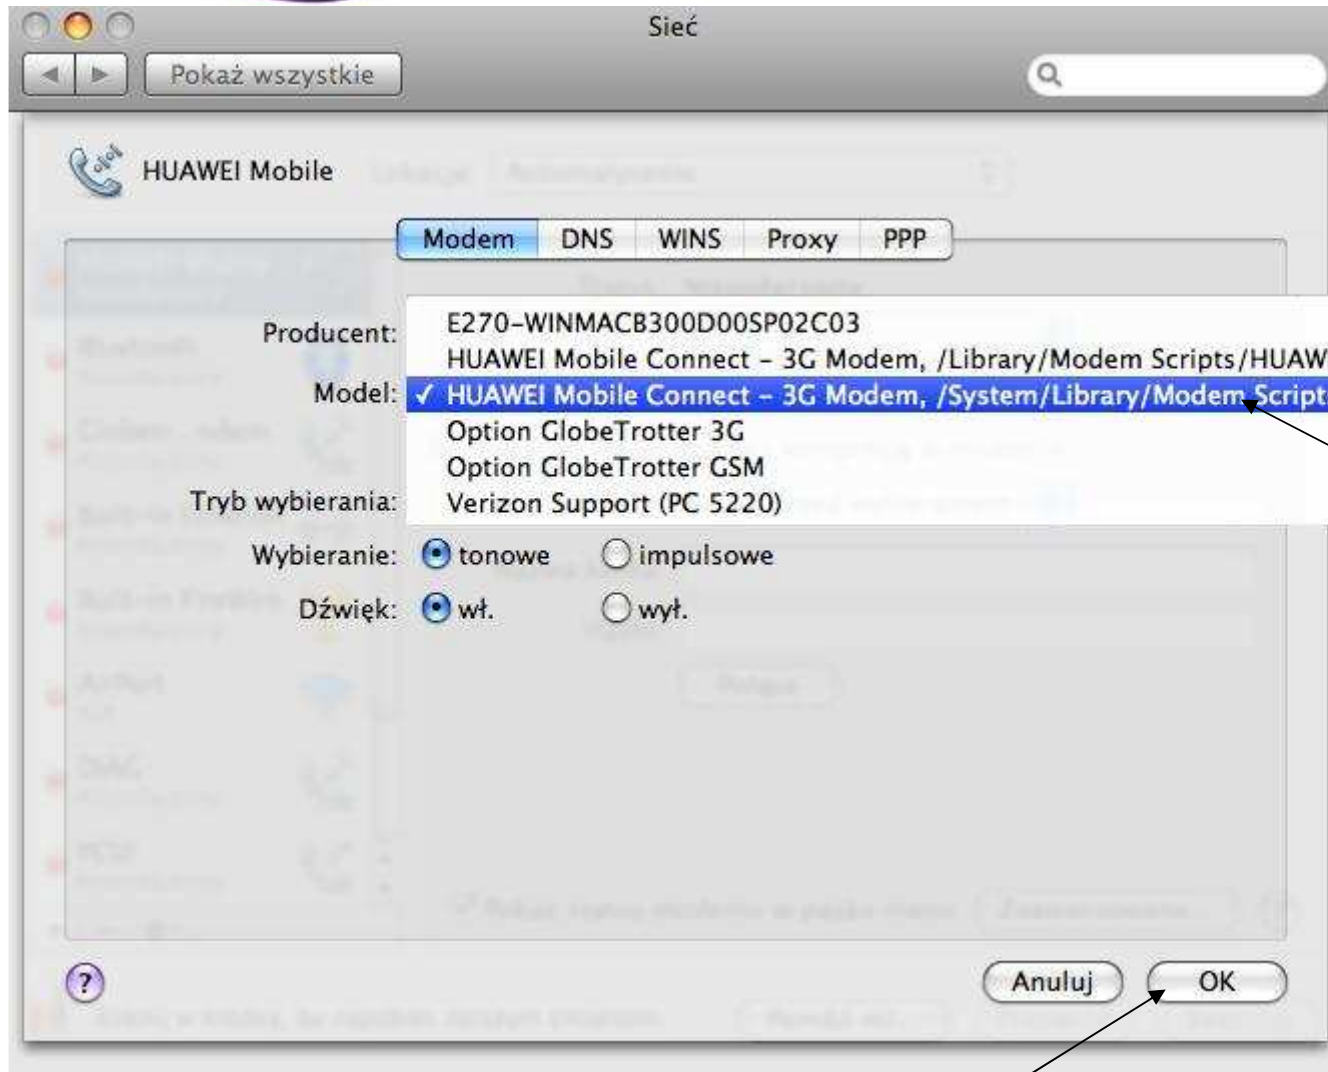 Sieć
Pokaż wszystkie
HUAWEI Mobile
Modem DNS WINS Proxy PPP
Producent:
E270-WINMACB300D00SP02C03
HUAWEI Mobile Connect – 3G Modem, /Library/Modem Scripts/HUAW
Model: ✓ HUAWEI Mobile Connect – 3G Modem, /System/Library/Modem Script
Option GlobeTrotter 3G
Option GlobeTrotter GSM
Tryb wybierania: Verizon Support (PC 5220)
Wybieranie: tonowe impulsowe
Dźwięk: wł. wył.
? Anuluj OK